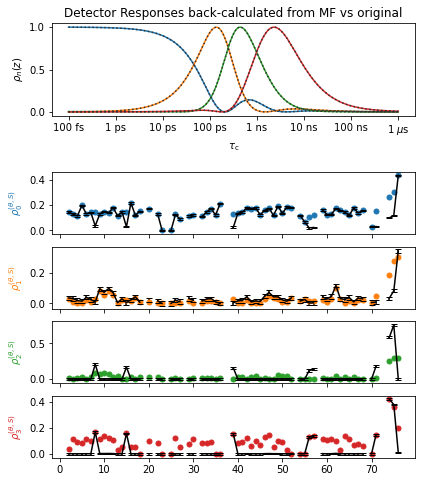 Detector Responses back-calculated from MF vs original
1.0
0.5
0.0
ρₙ(z)
100 fs 1 ps 10 ps 100 ps 1 ns 10 ns 100 ns 1 μs
τc
0.4
0.2
0.0
ρ₀^(θ,S)
0.2
0.0
ρ₁^(θ,S)
0.5
0.0
ρ₂^(θ,S)
0.4
0.2
0.0
ρ₃^(θ,S)
0 10 20 30 40 50 60 70